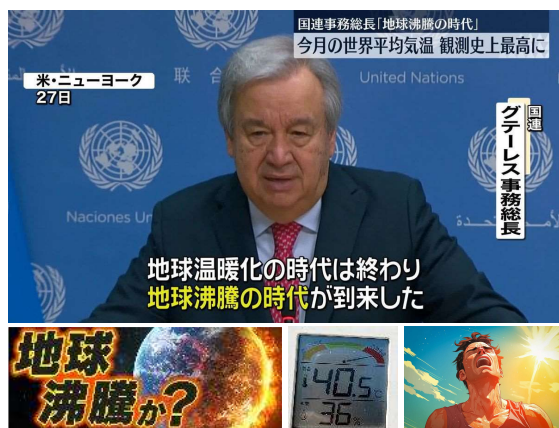 国連事務総長「地球沸騰の時代」
今月の世界平均気温 観測史上最高に
米・ニューヨーク
27日
联 合
United Nations
国連
グテーレス 事務総長
Naciones Un
地球温暖化の時代は終わり
地球沸騰の時代が到来した
地球
沸騰か?
40.5
℃
36
%